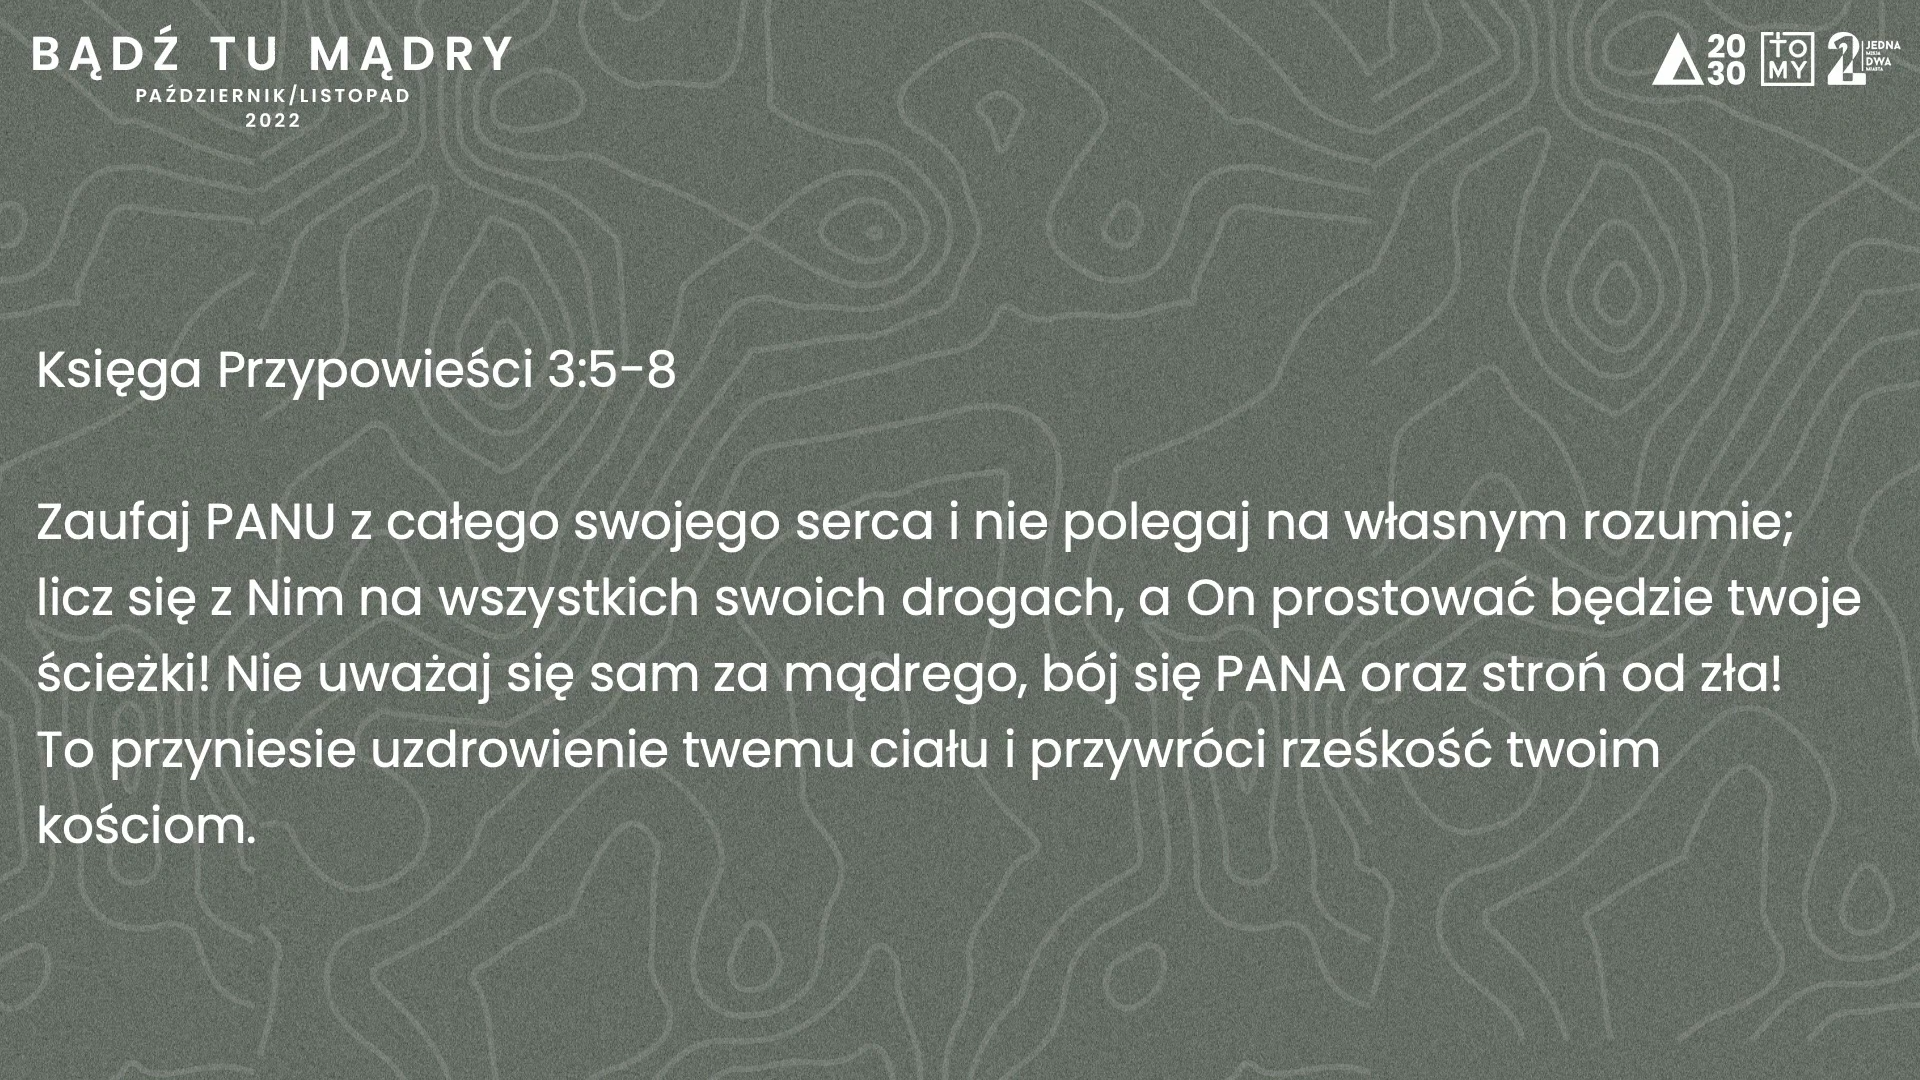 BĄDŹ TU MĄDRY
PAŹDZIERNIK/LISTOPAD
2022
20
30
TO
MY
2
JEDNA
MISJA
DWA
MIASTA
Księga Przypowieści 3:5-8
Zaufaj PANU z całego swojego serca i nie polegaj na własnym rozumie;
licz się z Nim na wszystkich swoich drogach, a On prostować będzie twoje
ścieżki! Nie uważaj się sam za mądrego, bój się PANA oraz stroń od zła!
To przyniesie uzdrowienie twemu ciału i przywróci rześkość twoim
kościom.